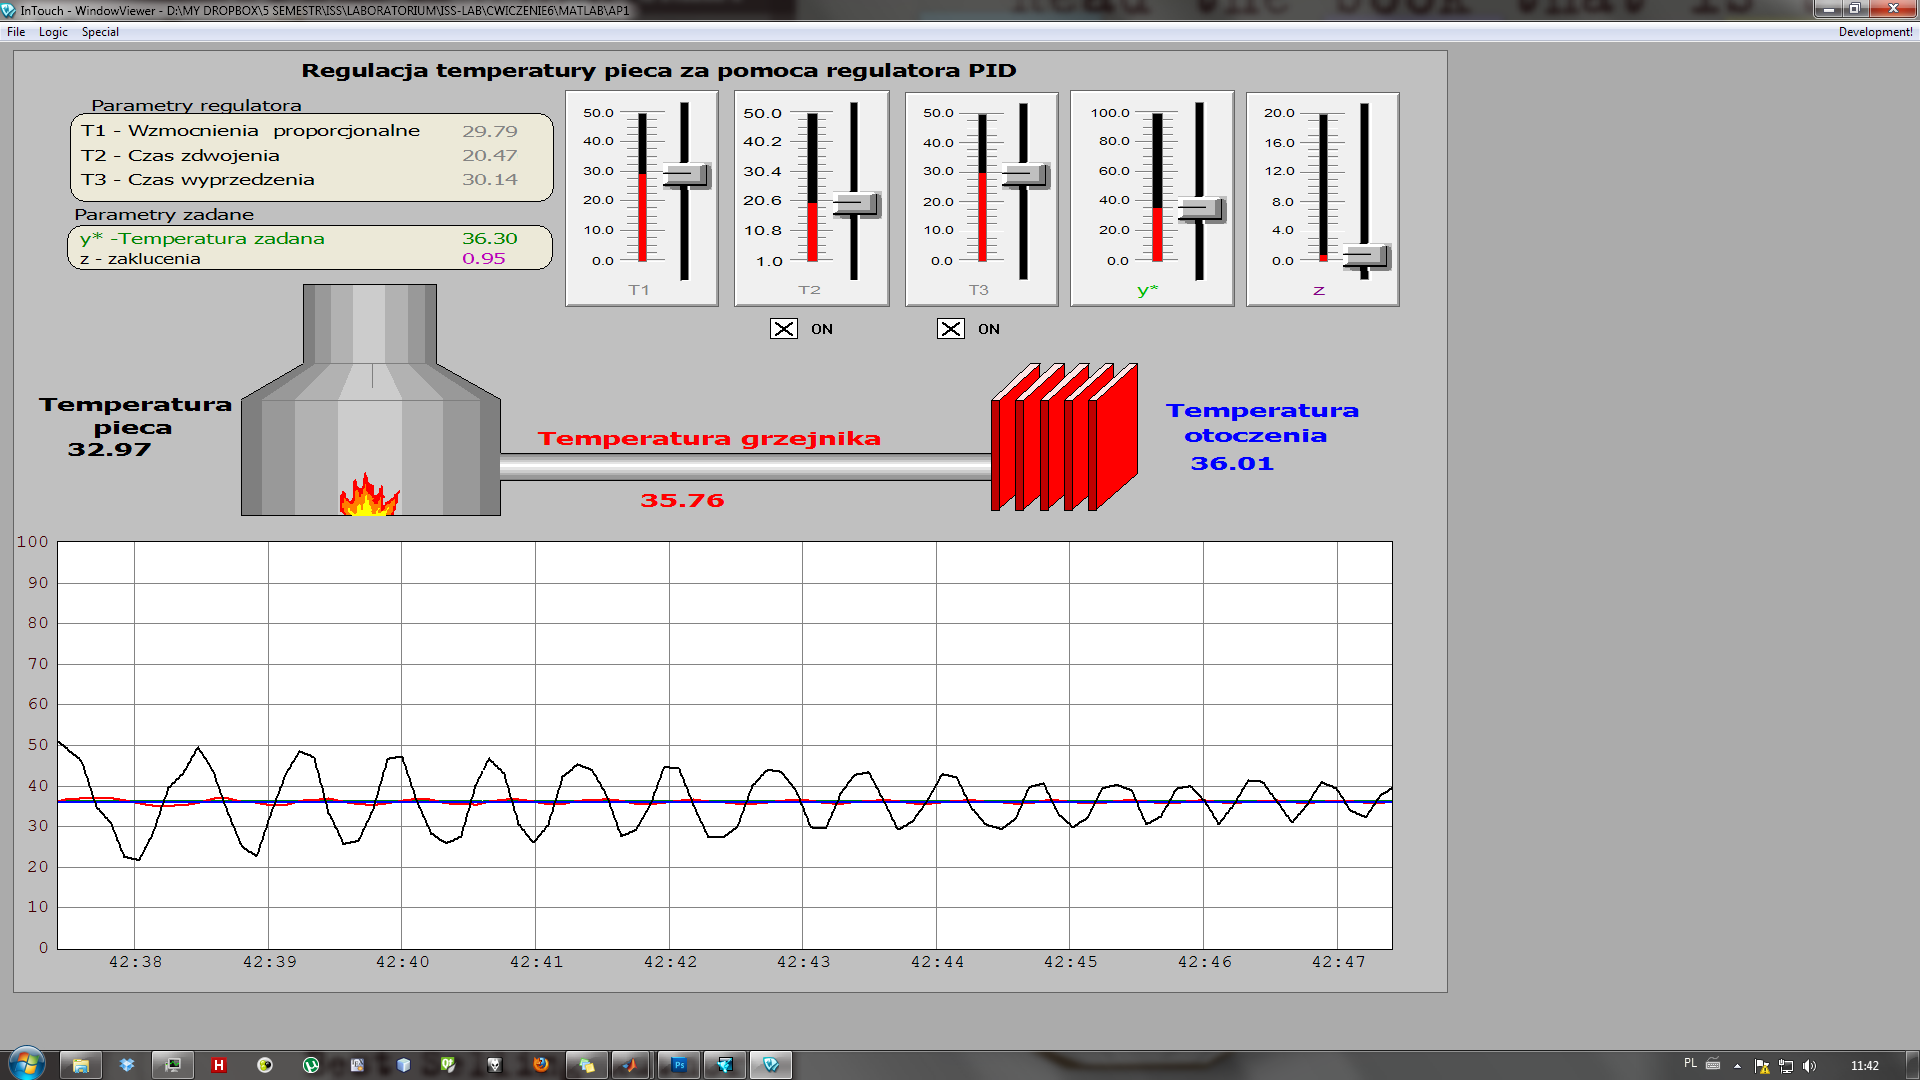 InTouch - WindowViewer - D:\MY DROPBOX\5 SEMESTR\ISS\LABORATORIUM\ISS-LAB\CWICZENIE6\MATLAB\AP1
File Logic Special Development!
Regulacja temperatury pieca za pomoca regulatora PID
Parametry regulatora
T1 - Wzmocnienia proporcjonalne 29.79
T2 - Czas zdwojenia 20.47
T3 - Czas wyprzedzenia 30.14
Parametry zadane
y* -Temperatura zadana 36.30
z - zaklucenia 0.95
50.0 50.0 50.0 100.0 20.0
40.0 40.2 40.0 80.0 16.0
30.0 30.4 30.0 60.0 12.0
20.0 20.6 20.0 40.0 8.0
10.0 10.8 10.0 20.0 4.0
0.0 1.0 0.0 0.0 0.0
T1 T2 T3 y* z
ON ON
Temperatura
pieca
32.97
Temperatura grzejnika
35.76
Temperatura
otoczenia
36.01
100
90
80
70
60
50
40
30
20
10
0
42:38 42:39 42:40 42:41 42:42 42:43 42:44 42:45 42:46 42:47
PL 11:42